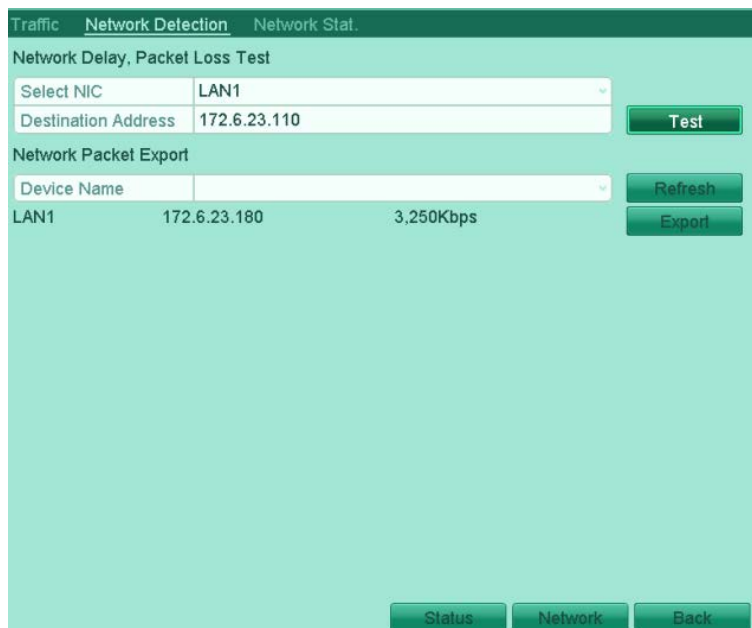 Traffic Network Detection Network Stat.
Network Delay, Packet Loss Test
Select NIC LAN1
Destination Address 172.6.23.110 Test
Network Packet Export
Device Name Refresh
LAN1 172.6.23.180 3,250Kbps Export
Status Network Back